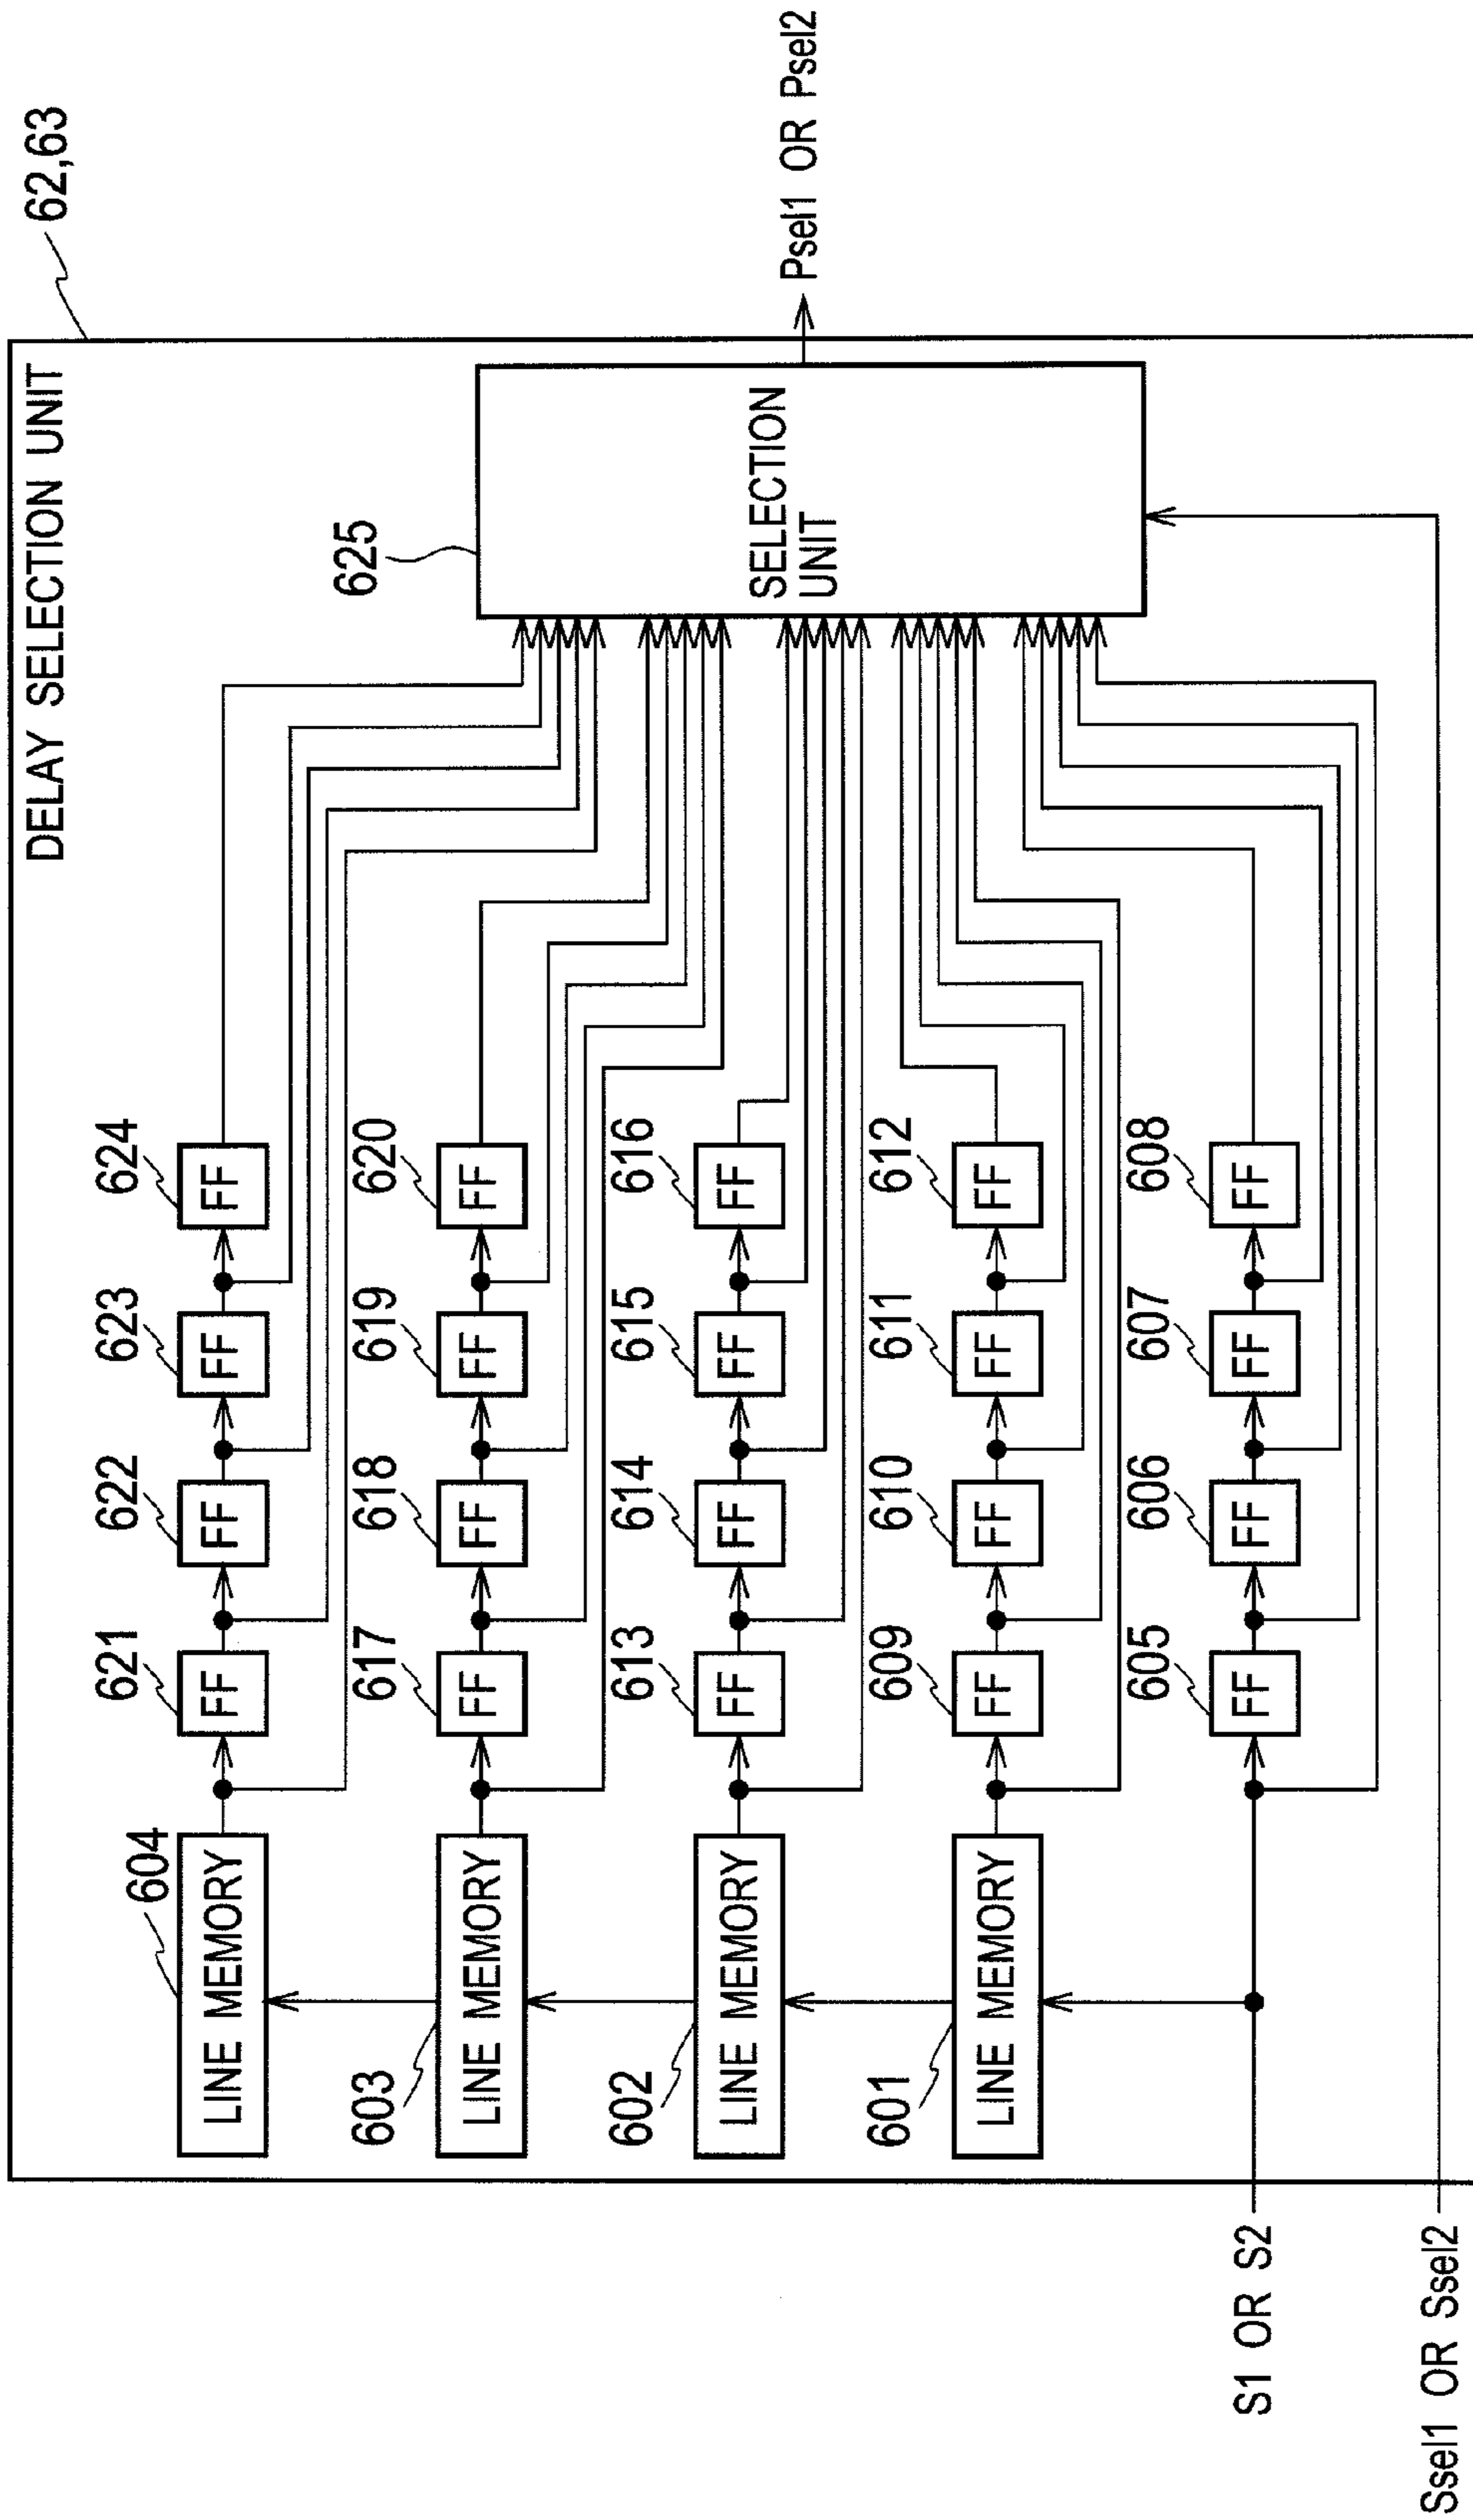 62,63
DELAY SELECTION UNIT
604
LINE MEMORY
621
FF
622
FF
623
FF
624
FF
625
SELECTION
UNIT
Psel1 OR Psel2
603
LINE MEMORY
617
FF
618
FF
619
FF
620
FF
602
LINE MEMORY
613
FF
614
FF
615
FF
616
FF
601
LINE MEMORY
609
FF
610
FF
611
FF
612
FF
605
FF
606
FF
607
FF
608
FF
S1 OR S2
Ssel1 OR Ssel2